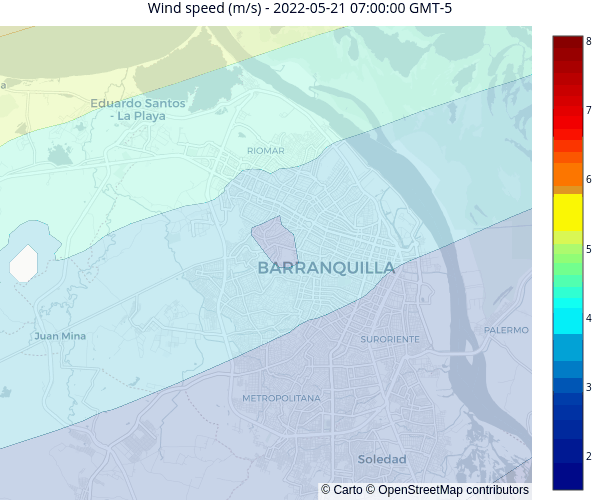 Wind speed (m/s) - 2022-05-21 07:00:00 GMT-5
8
7
6
5
4
3
2
a
Eduardo Santos
- La Playa
RIOMAR
BARRANQUILLA
Juan Mina
SURORIENTE
PALERMO
METROPOLITANA
Soledad
© Carto © OpenStreetMap contributors